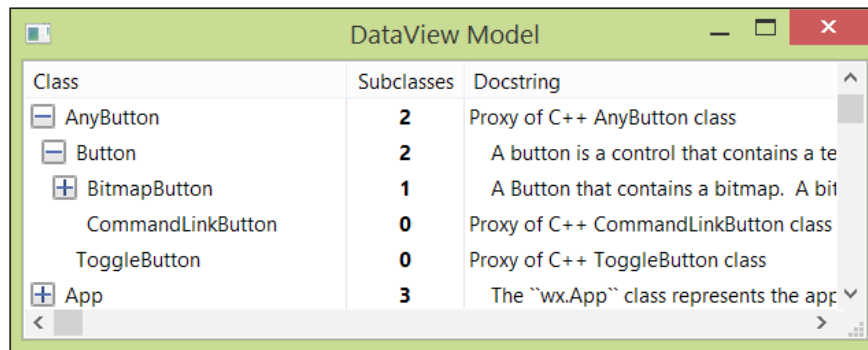 DataView Model
Class Subclasses Docstring
AnyButton 2 Proxy of C++ AnyButton class
Button 2 A button is a control that contains a te
BitmapButton 1 A Button that contains a bitmap. A bit
CommandLinkButton 0 Proxy of C++ CommandLinkButton class
ToggleButton 0 Proxy of C++ ToggleButton class
App 3 The ``wx.App`` class represents the app